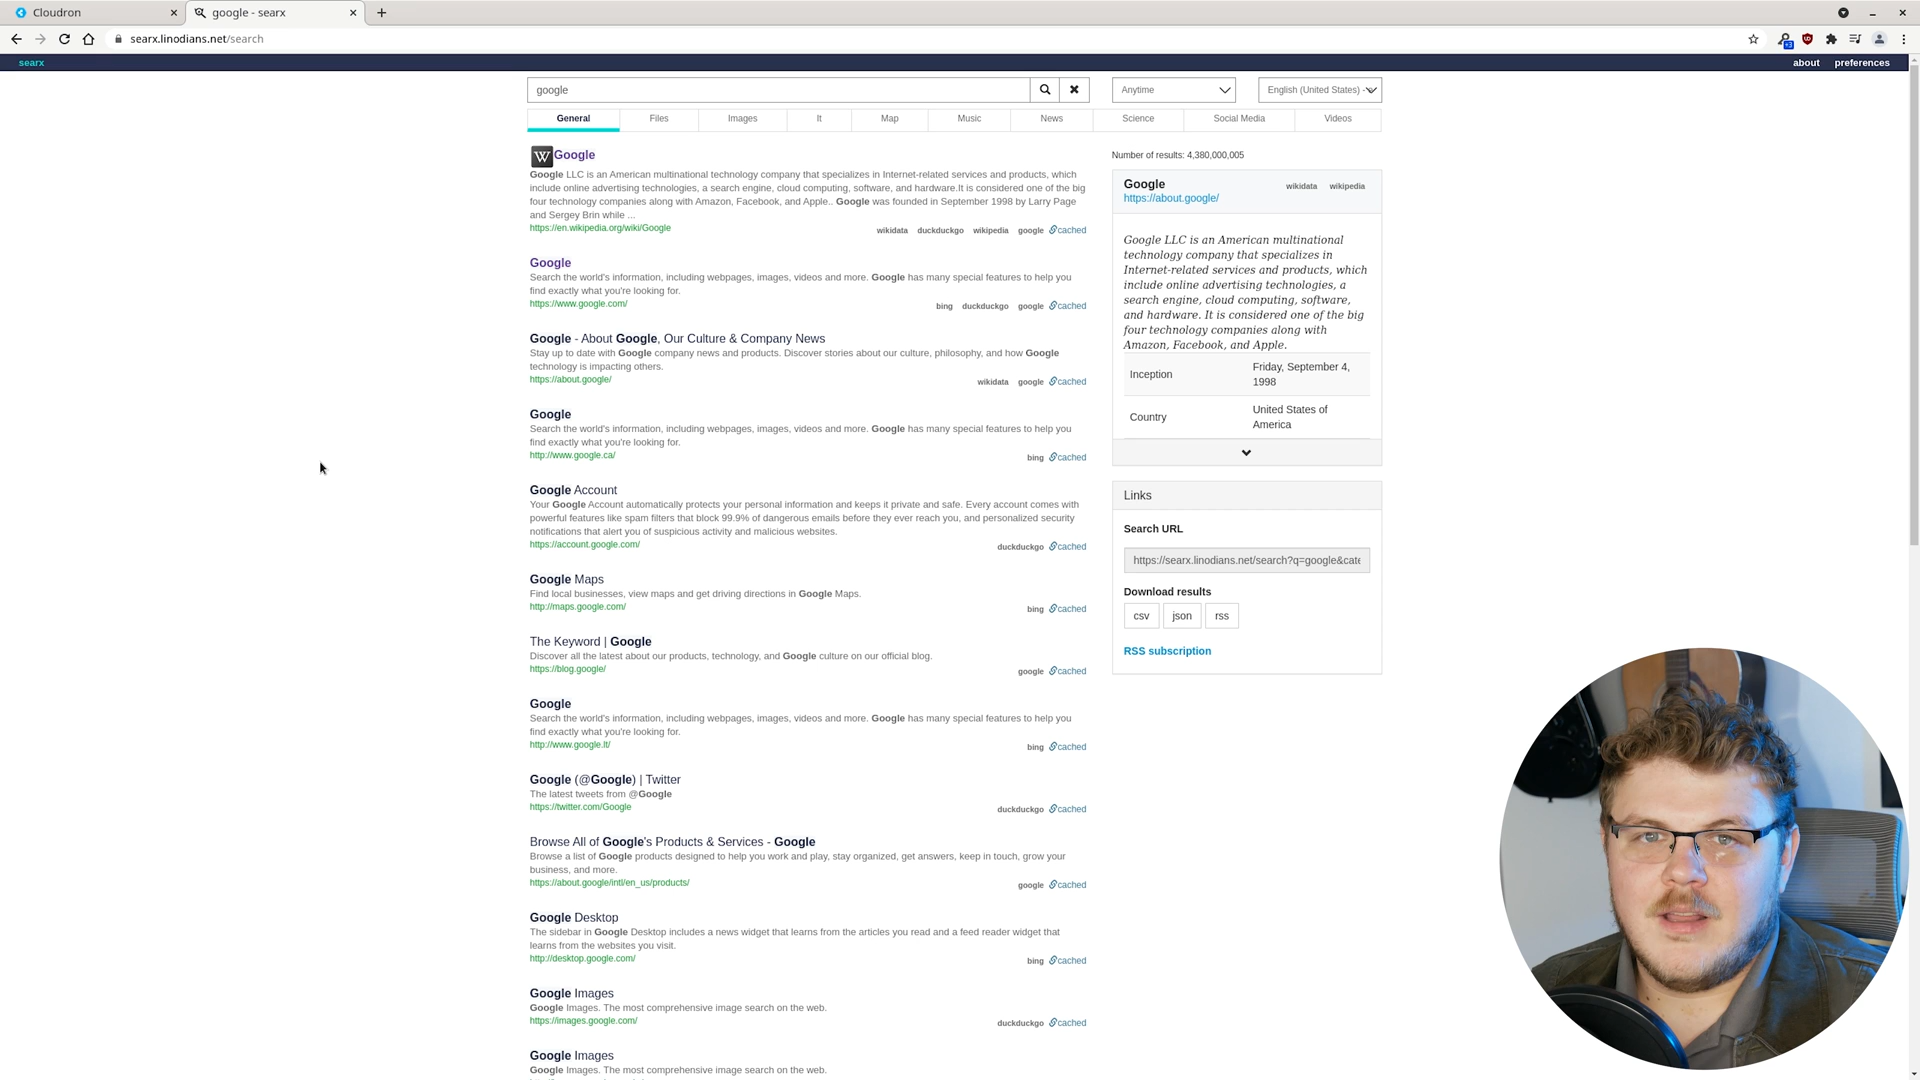 Cloudron
google - searx
searx.linodians.net/search
searx
about
preferences
google
Anytime
English (United States) -
General
Files
Images
It
Map
Music
News
Science
Social Media
Videos
W Google
Google LLC is an American multinational technology company that specializes in Internet-related services and products, which
include online advertising technologies, a search engine, cloud computing, software, and hardware.It is considered one of the big
four technology companies along with Amazon, Facebook, and Apple.. Google was founded in September 1998 by Larry Page
and Sergey Brin while ...
https://en.wikipedia.org/wiki/Google
wikidata duckduckgo wikipedia google cached
Google
Search the world's information, including webpages, images, videos and more. Google has many special features to help you
find exactly what you're looking for.
https://www.google.com/
bing duckduckgo google cached
Google - About Google, Our Culture & Company News
Stay up to date with Google company news and products. Discover stories about our culture, philosophy, and how Google
technology is impacting others.
https://about.google/
wikidata google cached
Google
Search the world's information, including webpages, images, videos and more. Google has many special features to help you
find exactly what you're looking for.
http://www.google.ca/
bing cached
Google Account
Your Google Account automatically protects your personal information and keeps it private and safe. Every account comes with
powerful features like spam filters that block 99.9% of dangerous emails before they ever reach you, and personalized security
notifications that alert you of suspicious activity and malicious websites.
https://account.google.com/
duckduckgo cached
Google Maps
Find local businesses, view maps and get driving directions in Google Maps.
http://maps.google.com/
bing cached
The Keyword | Google
Discover all the latest about our products, technology, and Google culture on our official blog.
https://blog.google/
google cached
Google
Search the world's information, including webpages, images, videos and more. Google has many special features to help you
find exactly what you're looking for.
http://www.google.lt/
bing cached
Google (@Google) | Twitter
The latest tweets from @Google
https://twitter.com/Google
duckduckgo cached
Browse All of Google's Products & Services - Google
Browse a list of Google products designed to help you work and play, stay organized, get answers, keep in touch, grow your
business, and more.
https://about.google/intl/en_us/products/
google cached
Google Desktop
The sidebar in Google Desktop includes a news widget that learns from the articles you read and a feed reader widget that
learns from the websites you visit.
http://desktop.google.com/
bing cached
Google Images
Google Images. The most comprehensive image search on the web.
https://images.google.com/
duckduckgo cached
Google Images
Google Images. The most comprehensive image search on the web.
Number of results: 4,380,000,005
Google
wikidata wikipedia
https://about.google/
Google LLC is an American multinational
technology company that specializes in
Internet-related services and products, which
include online advertising technologies, a
search engine, cloud computing, software,
and hardware. It is considered one of the big
four technology companies along with
Amazon, Facebook, and Apple.
Inception
Friday, September 4,
1998
Country
United States of
America
Links
Search URL
https://searx.linodians.net/search?q=google&cate
Download results
csv
json
rss
RSS subscription